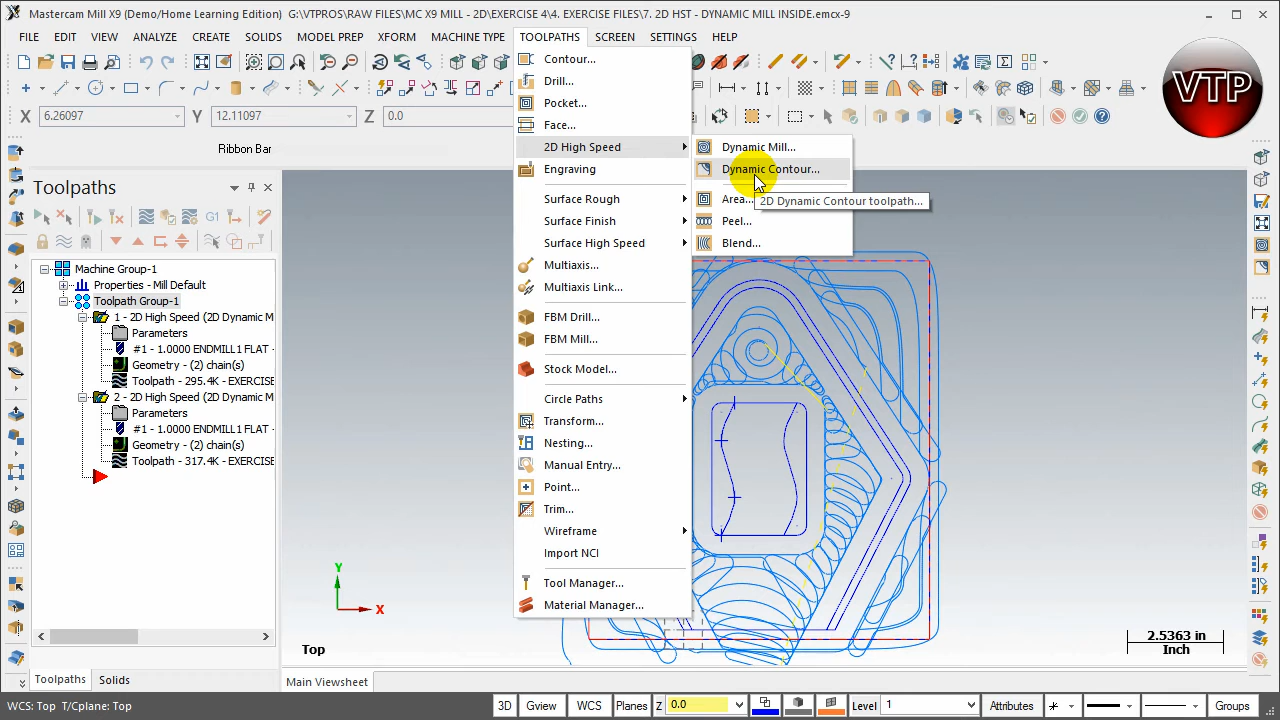 Mastercam Mill X9 (Demo/Home Learning Edition) G:\VTPROS\RAW FILES\MC X9 MILL - 2D\EXERCISE 4\4. EXERCISE FILES\7. 2D HST - DYNAMIC MILL INSIDE.emcx-9
FILE EDIT VIEW ANALYZE CREATE SOLIDS MODEL PREP XFORM MACHINE TYPE TOOLPATHS SCREEN SETTINGS HELP
X 6.26097 Y 12.11097 Z 0.0
VTP
Ribbon Bar
Toolpaths
G1
Machine Group-1
Properties - Mill Default
Toolpath Group-1
1 - 2D High Speed (2D Dynamic M
Parameters
#1 - 1.0000 ENDMILL1 FLAT -
Geometry - (2) chain(s)
Toolpath - 295.4K - EXERCISE
2 - 2D High Speed (2D Dynamic M
Parameters
#1 - 1.0000 ENDMILL1 FLAT -
Geometry - (2) chain(s)
Toolpath - 317.4K - EXERCISE
Contour...
Drill...
Pocket...
Face...
2D High Speed
Engraving
Surface Rough
Surface Finish
Surface High Speed
Multiaxis...
Multiaxis Link...
FBM Drill...
FBM Mill...
Stock Model...
Circle Paths
Transform...
Nesting...
Manual Entry...
Point...
Trim...
Wireframe
Import NCI
Tool Manager...
Material Manager...
Dynamic Mill...
Dynamic Contour...
Area...
2D Dynamic Contour toolpath...
Peel...
Blend...
Y
X
Top
2.5363 in
Inch
Toolpaths Solids
Main Viewsheet
WCS: Top T/Cplane: Top
3D Gview WCS Planes Z 0.0 Level 1 Attributes Groups